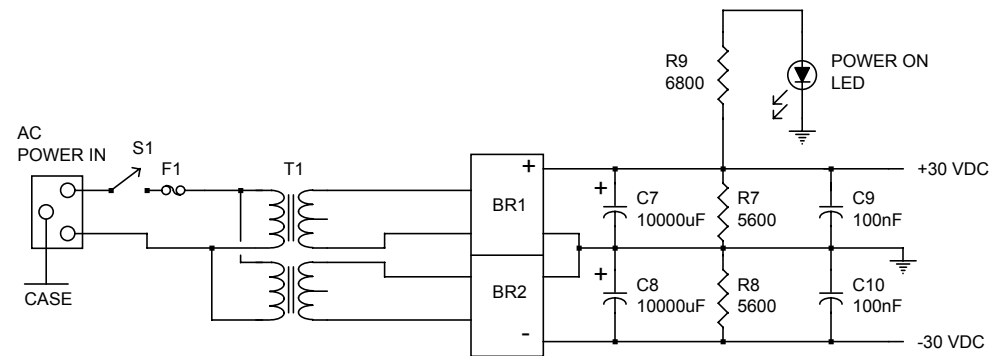 R9
6800
POWER ON
LED
AC
POWER IN
S1
F1
T1
+
+30 VDC
BR1
+
C7
10000uF
R7
5600
C9
100nF
BR2
+
C8
10000uF
R8
5600
C10
100nF
CASE
-
-30 VDC